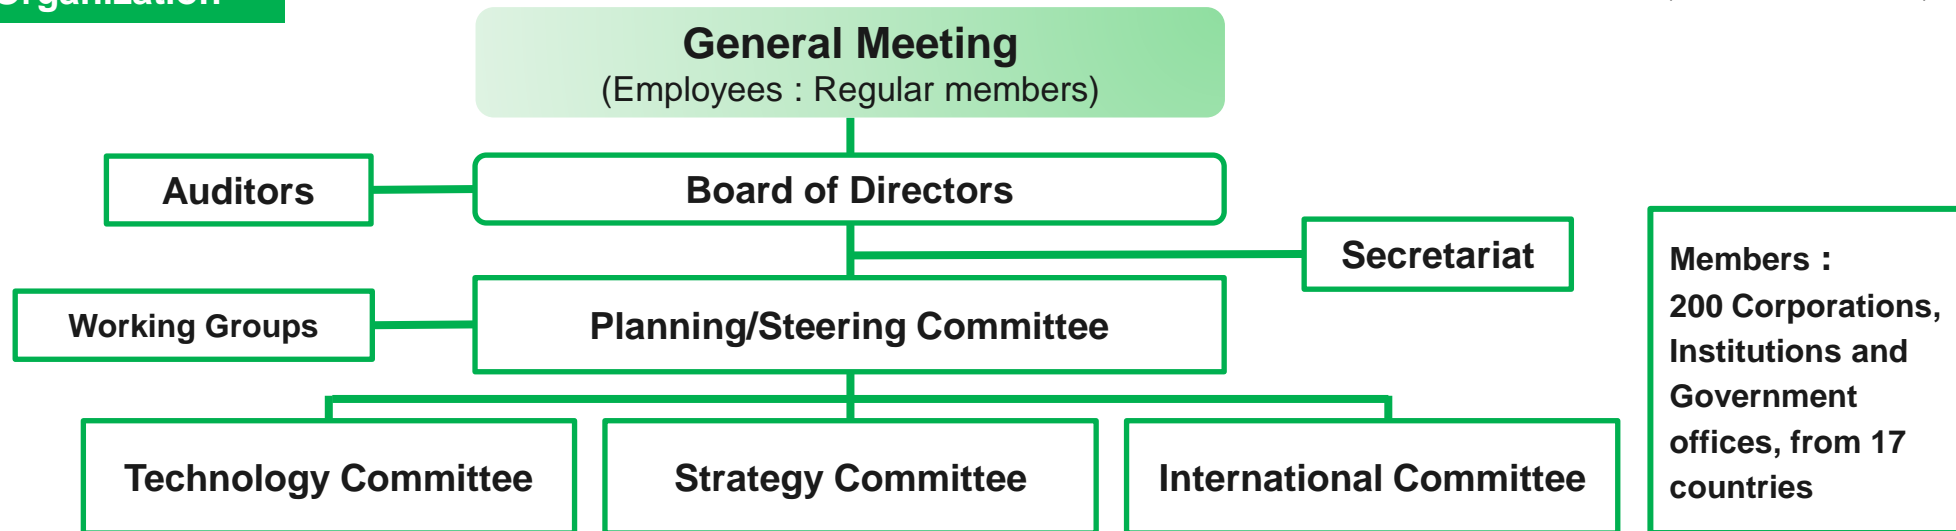 Organization
General Meeting
(Employees : Regular members)
Auditors
Board of Directors
Secretariat
Working Groups
Planning/Steering Committee
Technology Committee
Strategy Committee
International Committee
Members :
200 Corporations,
Institutions and
Government
offices, from 17
countries